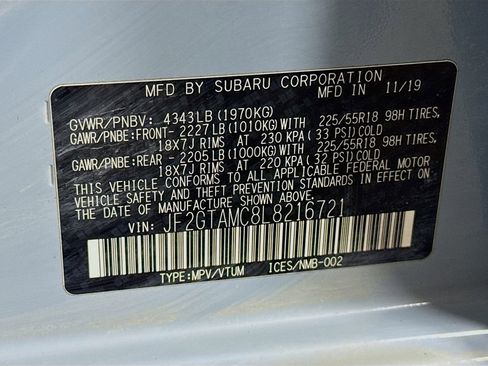 MFD BY SUBARU CORPORATION MFD IN 11/19
GVWR/PNBV: 4343LB (1970KG)
GAWR/PNBE:FRONT- 2227LB (1010KG)WITH 225/55R18 98H TIRES,
18X7J RIMS, AT 230 KPA (33 PSI) COLD
GAWR/PNBE:REAR - 2205LB (1000KG)WITH 225/55R18 98H TIRES,
18X7J RIMS, AT 220 KPA (32 PSI) COLD
THIS VEHICLE CONFORMS TO ALL APPLICABLE FEDERAL MOTOR
VEHICLE SAFETY STANDARDS IN EFFECT ON THE DATE
OF MANUFACTURE SHOWN ABOVE.
VIN: JF2GTAMC8L8216721
TYPE:MPV/VTUM ICES/NMB-002